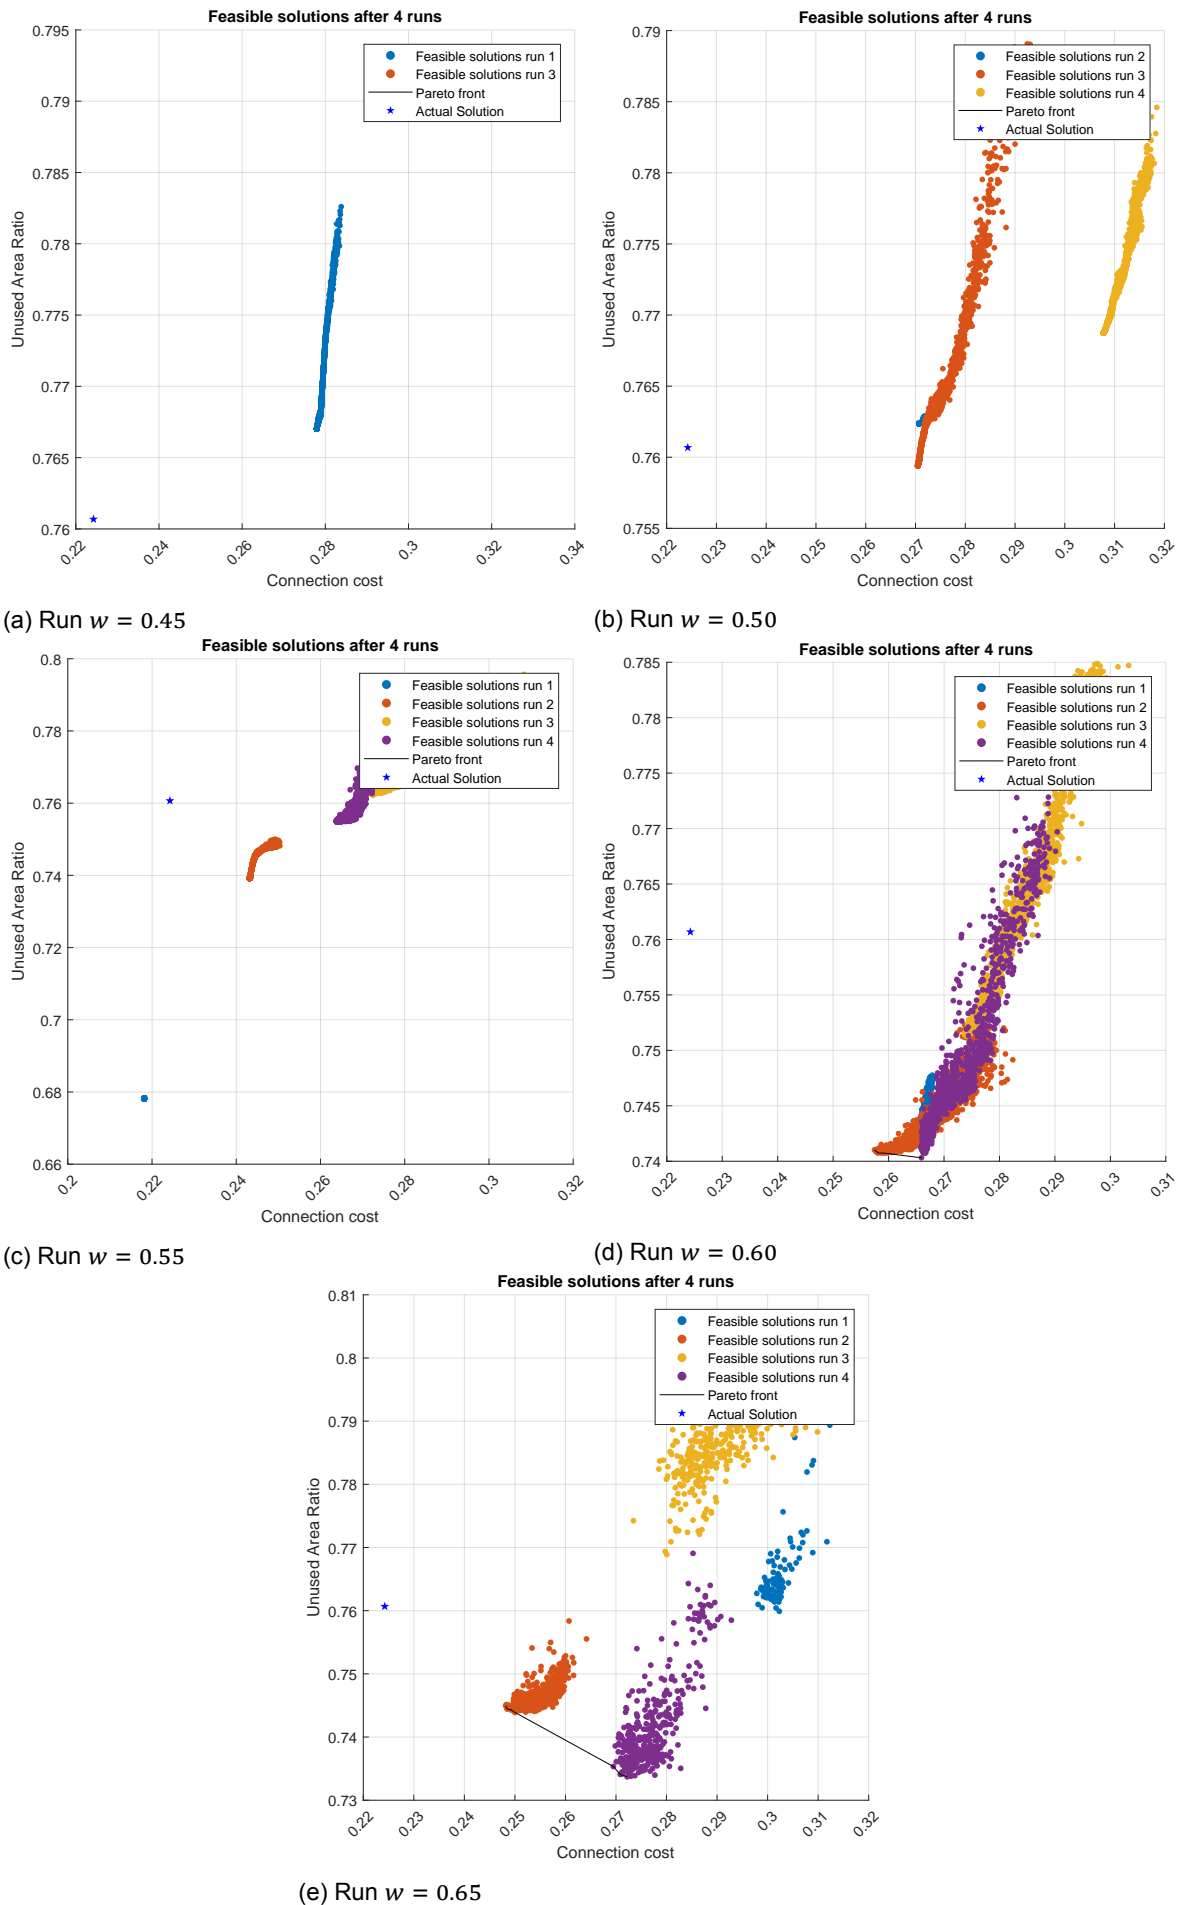 Feasible solutions after 4 runs
0.795
0.79
0.785
0.78
0.775
0.77
0.765
0.76
Unused Area Ratio
Feasible solutions run 1
Feasible solutions run 3
Pareto front
Actual Solution
0.22
0.24
0.26
0.28
0.3
0.32
0.34
Connection cost
(a) Run w = 0.45
Feasible solutions after 4 runs
0.79
0.785
0.78
0.775
0.77
0.765
0.76
0.755
Unused Area Ratio
Feasible solutions run 2
Feasible solutions run 3
Feasible solutions run 4
Pareto front
Actual Solution
0.22
0.23
0.24
0.25
0.26
0.27
0.28
0.29
0.3
0.31
0.32
Connection cost
(b) Run w = 0.50
Feasible solutions after 4 runs
0.8
0.78
0.76
0.74
0.72
0.7
0.68
0.66
Unused Area Ratio
Feasible solutions run 1
Feasible solutions run 2
Feasible solutions run 3
Feasible solutions run 4
Pareto front
Actual Solution
0.2
0.22
0.24
0.26
0.28
0.3
0.32
Connection cost
(c) Run w = 0.55
Feasible solutions after 4 runs
0.785
0.78
0.775
0.77
0.765
0.76
0.755
0.75
0.745
0.74
Unused Area Ratio
Feasible solutions run 1
Feasible solutions run 2
Feasible solutions run 3
Feasible solutions run 4
Pareto front
Actual Solution
0.22
0.23
0.24
0.25
0.26
0.27
0.28
0.29
0.3
0.31
Connection cost
(d) Run w = 0.60
Feasible solutions after 4 runs
0.81
0.8
0.79
0.78
0.77
0.76
0.75
0.74
0.73
Unused Area Ratio
Feasible solutions run 1
Feasible solutions run 2
Feasible solutions run 3
Feasible solutions run 4
Pareto front
Actual Solution
0.22
0.23
0.24
0.25
0.26
0.27
0.28
0.29
0.3
0.31
0.32
Connection cost
(e) Run w = 0.65